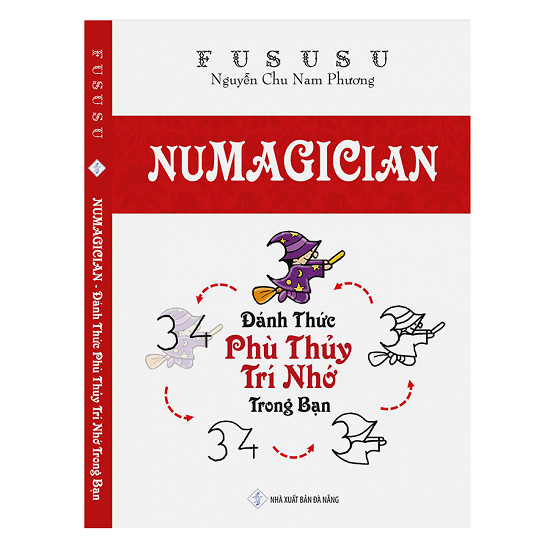 FUSUSU
Nguyễn Chu Nam Phương
NUMAGICIAN
Đánh Thức
Phù Thủy
Trí Nhớ
Trong Bạn
34
34
34
NHÀ XUẤT BẢN ĐÀ NẴNG
FUSUSU
NUMAGICIAN - Đánh Thức Phù Thủy Trí Nhớ Trong Bạn